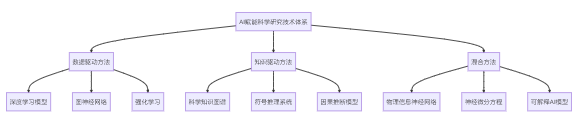 AI赋能科学研究技术体系
数据驱动方法
知识驱动方法
混合方法
深度学习模型
图神经网络
强化学习
科学知识图谱
符号推理系统
因果推断模型
物理信息神经网络
神经微分方程
可解释AI模型